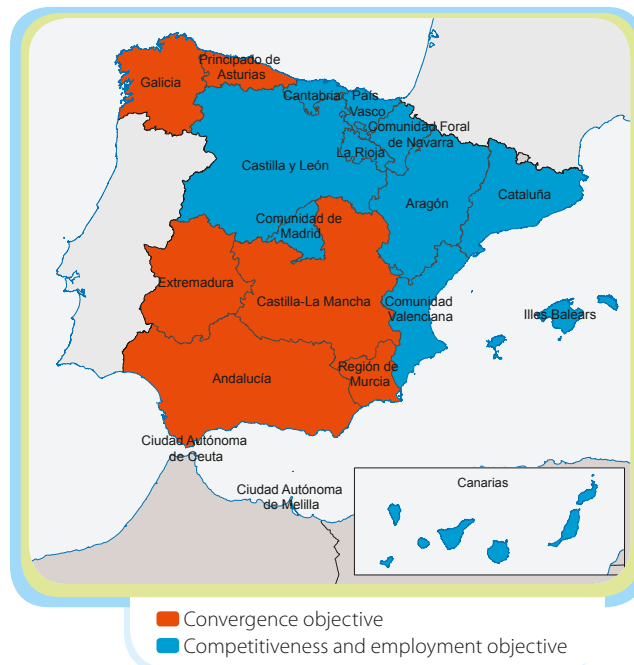 Galicia
Principado de
Asturias
Cantabria
País
Vasco
Comunidad Foral
de Navarra
La Rioja
Castilla y León
Aragón
Cataluña
Comunidad de
Madrid
Extremadura
Castilla-La Mancha
Comunidad
Valenciana
Illes Balears
Andalucía
Región de
Murcia
Ciudad Autónoma
de Ceuta
Ciudad Autónoma
de Melilla
Canarias
Convergence objective
Competitiveness and employment objective